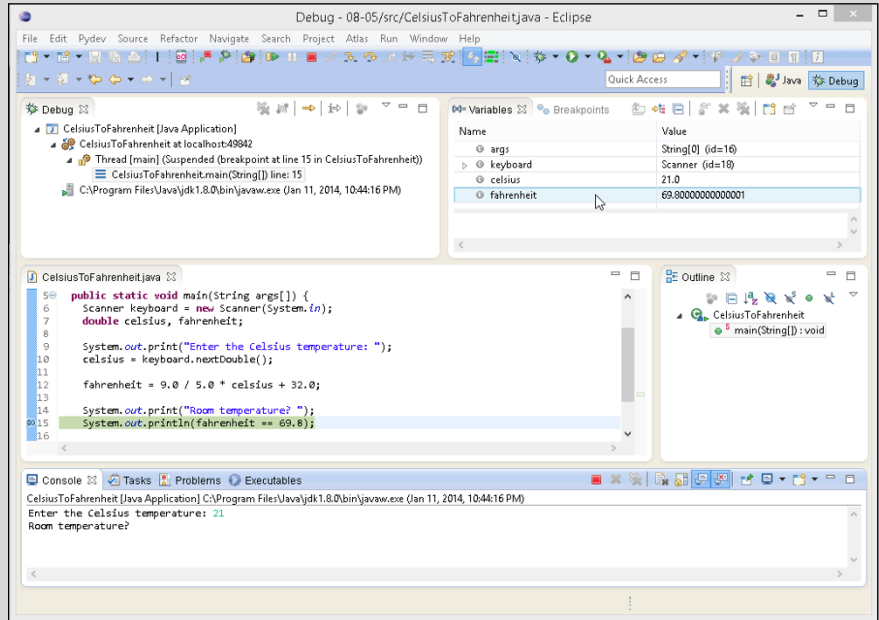 Debug - 08-05/src/CelsiusToFahrenheit.java - Eclipse
File Edit Pydev Source Refactor Navigate Search Project Atlas Run Window Help
Quick Access
Java
Debug
Debug
CelsiusToFahrenheit [Java Application]
CelsiusToFahrenheit at localhost:49842
Thread [main] (Suspended (breakpoint at line 15 in CelsiusToFahrenheit))
CelsiusToFahrenheit.main(String[]) line: 15
C:\Program Files\Java\jdk1.8.0\bin\javaw.exe (Jan 11, 2014, 10:44:16 PM)
(x)= Variables Breakpoints
Name Value
args String[0] (id=16)
keyboard Scanner (id=18)
celsius 21.0
fahrenheit 69.80000000000001
CelsiusToFahrenheit.java
5 public static void main(String args[]) {
6 Scanner keyboard = new Scanner(System.in);
7 double celsius, fahrenheit;
8
9 System.out.print("Enter the Celsius temperature: ");
10 celsius = keyboard.nextDouble();
11
12 fahrenheit = 9.0 / 5.0 * celsius + 32.0;
13
14 System.out.print("Room temperature? ");
15 System.out.println(fahrenheit == 69.8);
16
Outline
CelsiusToFahrenheit
main(String[]) : void
Console Tasks Problems Executables
CelsiusToFahrenheit [Java Application] C:\Program Files\Java\jdk1.8.0\bin\javaw.exe (Jan 11, 2014, 10:44:16 PM)
Enter the Celsius temperature: 21
Room temperature?